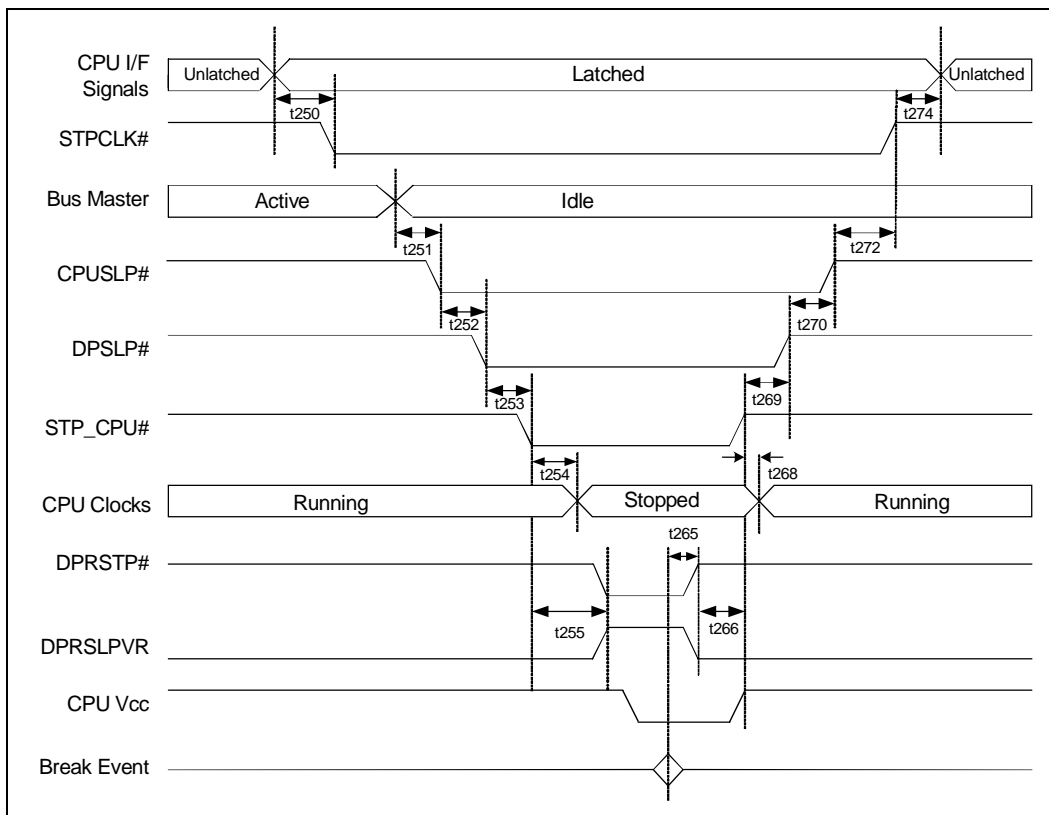 CPU I/F
Signals
Unlatched
Latched
Unlatched
t250
t274
STPCLK#
Bus Master
Active
Idle
t251
t272
CPUSLP#
t252
t270
DPSLP#
t253
t269
STP_CPU#
t254
t268
CPU Clocks
Running
Stopped
Running
t265
DPRSTP#
t255
t266
DPRSLPVR
CPU Vcc
Break Event